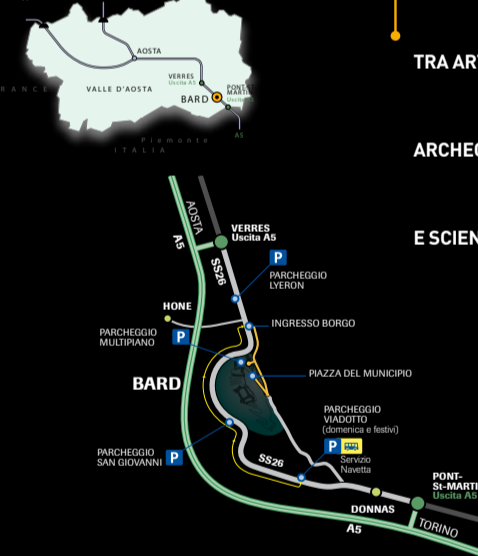 AOSTA
VERRES
Uscita A5
VALLE D'AOSTA
PONT-
BARD
A5
Piemonte
ITALIA
TRA AR
ARCHE
E SCIEN
AOSTA
A5
VERRES
Uscita A5
SS26
P
PARCHEGGIO
LYERON
HONE
INGRESSO BORGO
PARCHEGGIO
MULTIPIANO
P
PIAZZA DEL MUNICIPIO
BARD
PARCHEGGIO
VIADOTTO
(domenica e festivi)
P
Servizio
Navetta
PARCHEGGIO
SAN GIOVANNI
P
SS26
PONT-
St-MARTI
Uscita A5
DONNAS
A5
TORINO